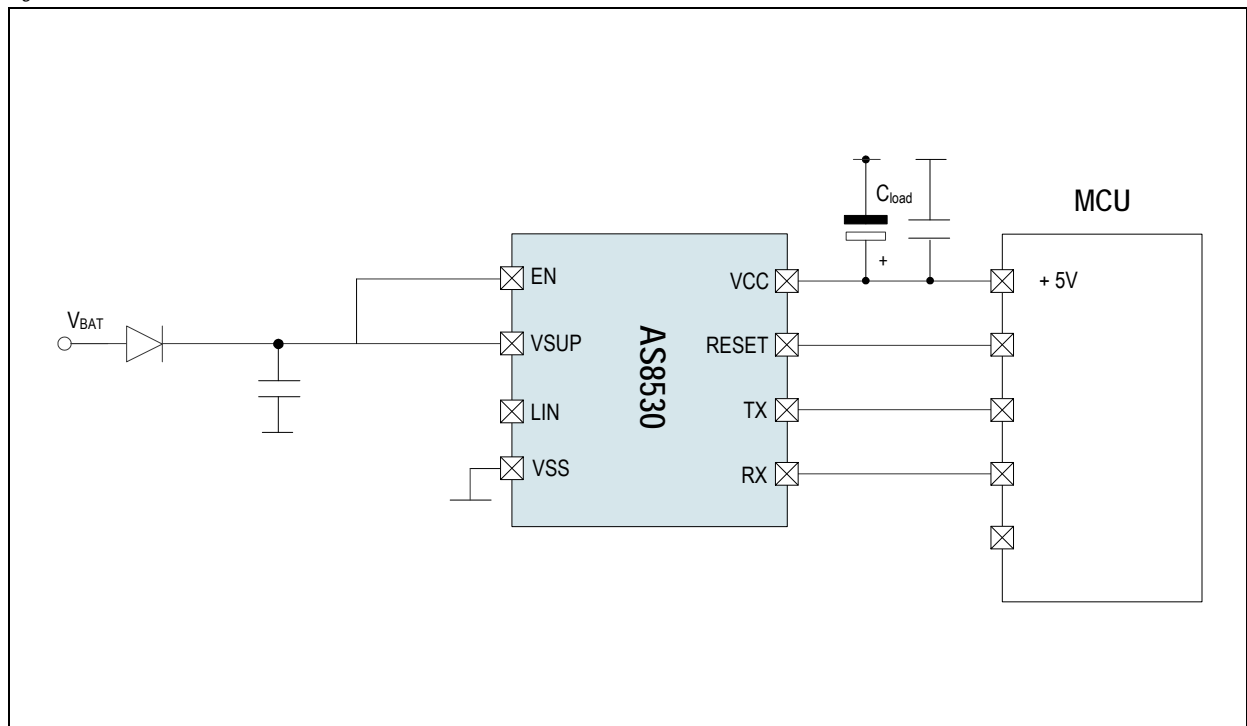 MCU
Cload
+
EN
VCC
+ 5V
VBAT
VSUP
RESET
AS8530
LIN
TX
VSS
RX